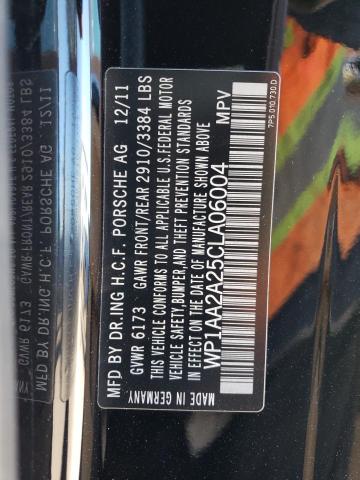 MFD BY DR.ING H.C.F. PORSCHE AG 12/11
GVWR 6173 GAWR FRONT/REAR 2910/3384 LBS
THIS VEHICLE CONFORMS TO ALL APPLICABLE U.S.FEDERAL MOTOR
VEHICLE SAFETY,BUMPER,AND THEFT PREVENTION STANDARDS
IN EFFECT ON THE DATE OF MANUFACTURE SHOWN ABOVE
WP1AA2A25CLA06004 MPV
MADE IN GERMANY
7P5.010.730.D